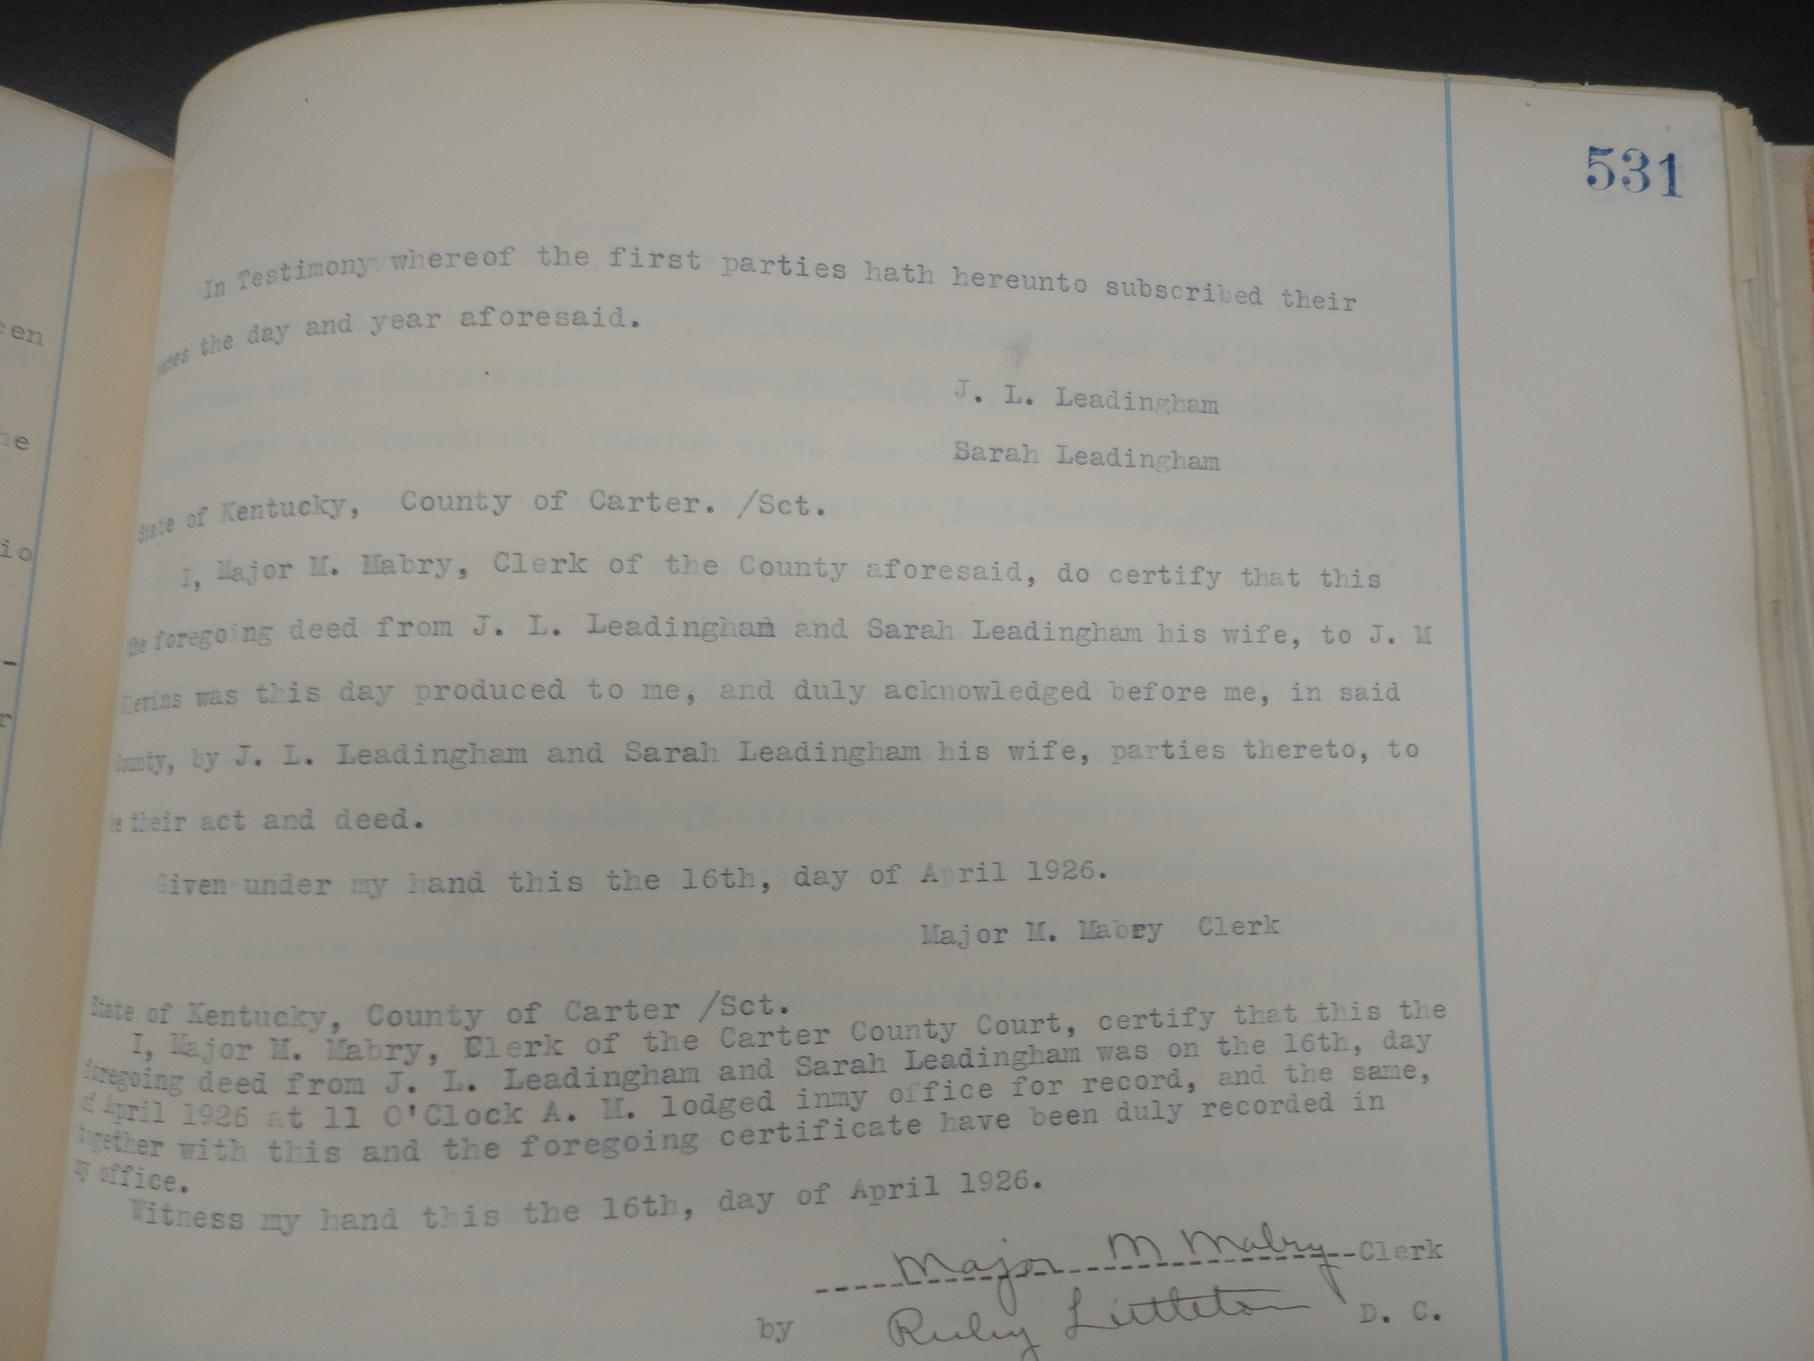 531
In Testimony whereof the first parties hath hereunto subscribed their
names the day and year aforesaid.
J. L. Leadingham
Sarah Leadingham
State of Kentucky, County of Carter. /Sct.
I, Major M. Mabry, Clerk of the County aforesaid, do certify that this
the foregoing deed from J. L. Leadingham and Sarah Leadingham his wife, to J. M
was this day produced to me, and duly acknowledged before me, in said
County, by J. L. Leadingham and Sarah Leadingham his wife, parties thereto, to
be their act and deed.
Given under my hand this the 16th, day of April 1926.
Major M. Mabry Clerk
State of Kentucky, County of Carter /Sct.
I, Major M. Mabry, Clerk of the Carter County Court, certify that this the
foregoing deed from J. L. Leadingham and Sarah Leadingham was on the 16th, day
of April 1926 at 11 O'Clock A. M. lodged inmy office for record, and the same,
together with this and the foregoing certificate have been duly recorded in
my office.
Witness my hand this the 16th, day of April 1926.
Major M Mabry Clerk
by Ruby Littleton D. C.